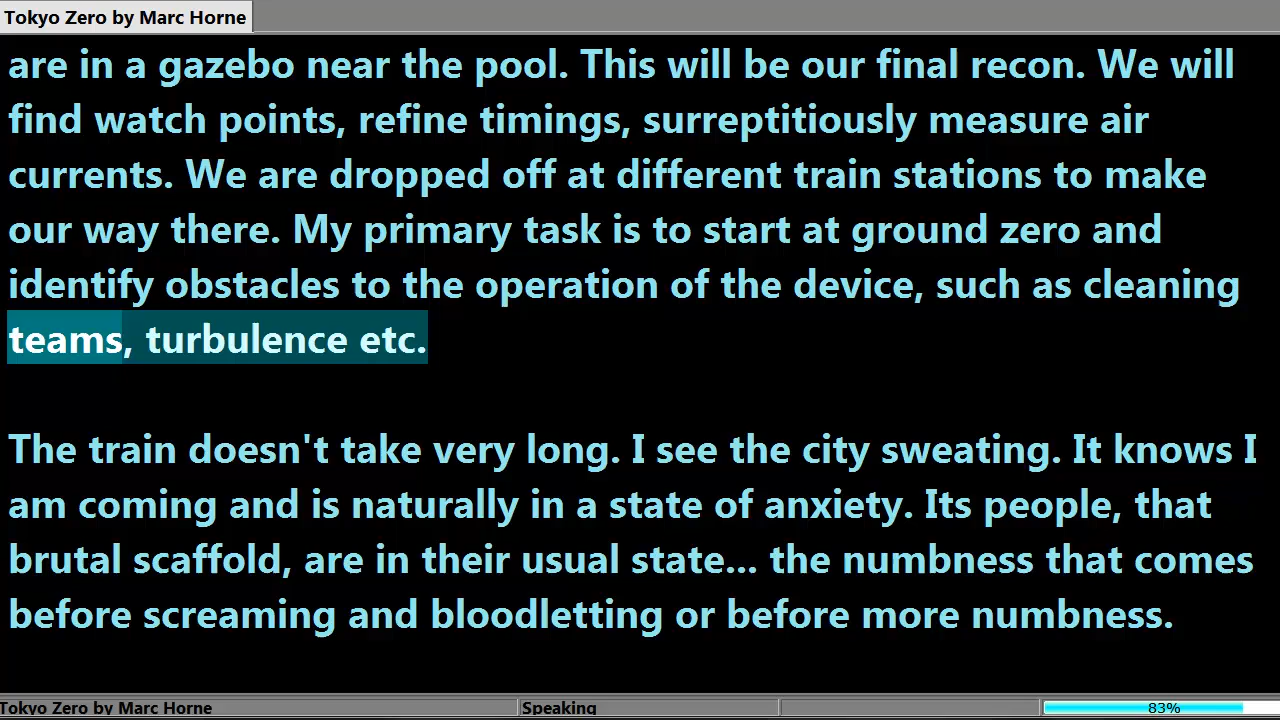 Tokyo Zero by Marc Horne
are in a gazebo near the pool. This will be our final recon. We will
find watch points, refine timings, surreptitiously measure air
currents. We are dropped off at different train stations to make
our way there. My primary task is to start at ground zero and
identify obstacles to the operation of the device, such as cleaning
teams, turbulence etc.
The train doesn't take very long. I see the city sweating. It knows I
am coming and is naturally in a state of anxiety. Its people, that
brutal scaffold, are in their usual state... the numbness that comes
before screaming and bloodletting or before more numbness.
Tokyo Zero by Marc Horne Speaking 83%